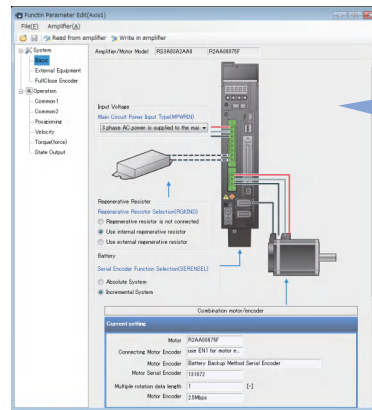 Functin Parameter Edit(Axis1)
File(F) Amplifier(A)
Read from amplifier Write in amplifier
System
Basic
External Equipment
FullClose Encoder
Operation
Common1
Common2
Posigioning
Velocity
Torque(force)
State Output
Amplifier/Motor Model RS3A03A2AA0 R2AA08075F
Input Voltage
Main Circuit Power Input Type(MPWRIN)
3 phase AC power is supplied to the mai
Regenerative Resister
Regenerative Resister Selection(RGKIND)
Regenerative resistor is not connected
Use internal regenerative resistor
Use external regenerative resistor
Battery
Serial Encoder Function Selection(SERENSEL)
Absolute System
Incremental System
Combination motor/encoder
Current setting
Motor R2AA08075F
Connecting Motor Encoder use EN1 for motor e...
Motor Encoder Battery Backup Method Serial Encoder
Motor Serial Encoder 131072
Multiple rotation data length 1 [-]
Motor Encoder 2.5Mbps